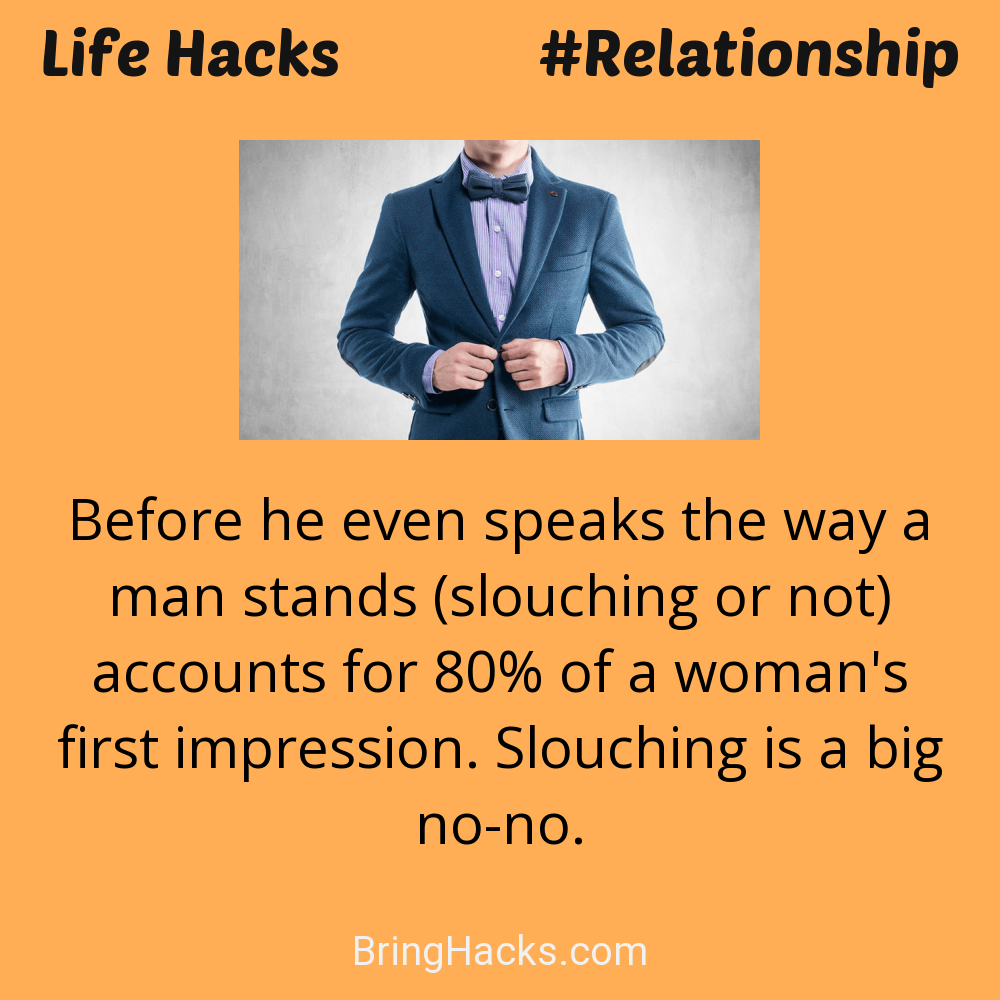 Life Hacks #Relationship
Before he even speaks the way a
man stands (slouching or not)
accounts for 80% of a woman's
first impression. Slouching is a big
no-no.
BringHacks.com